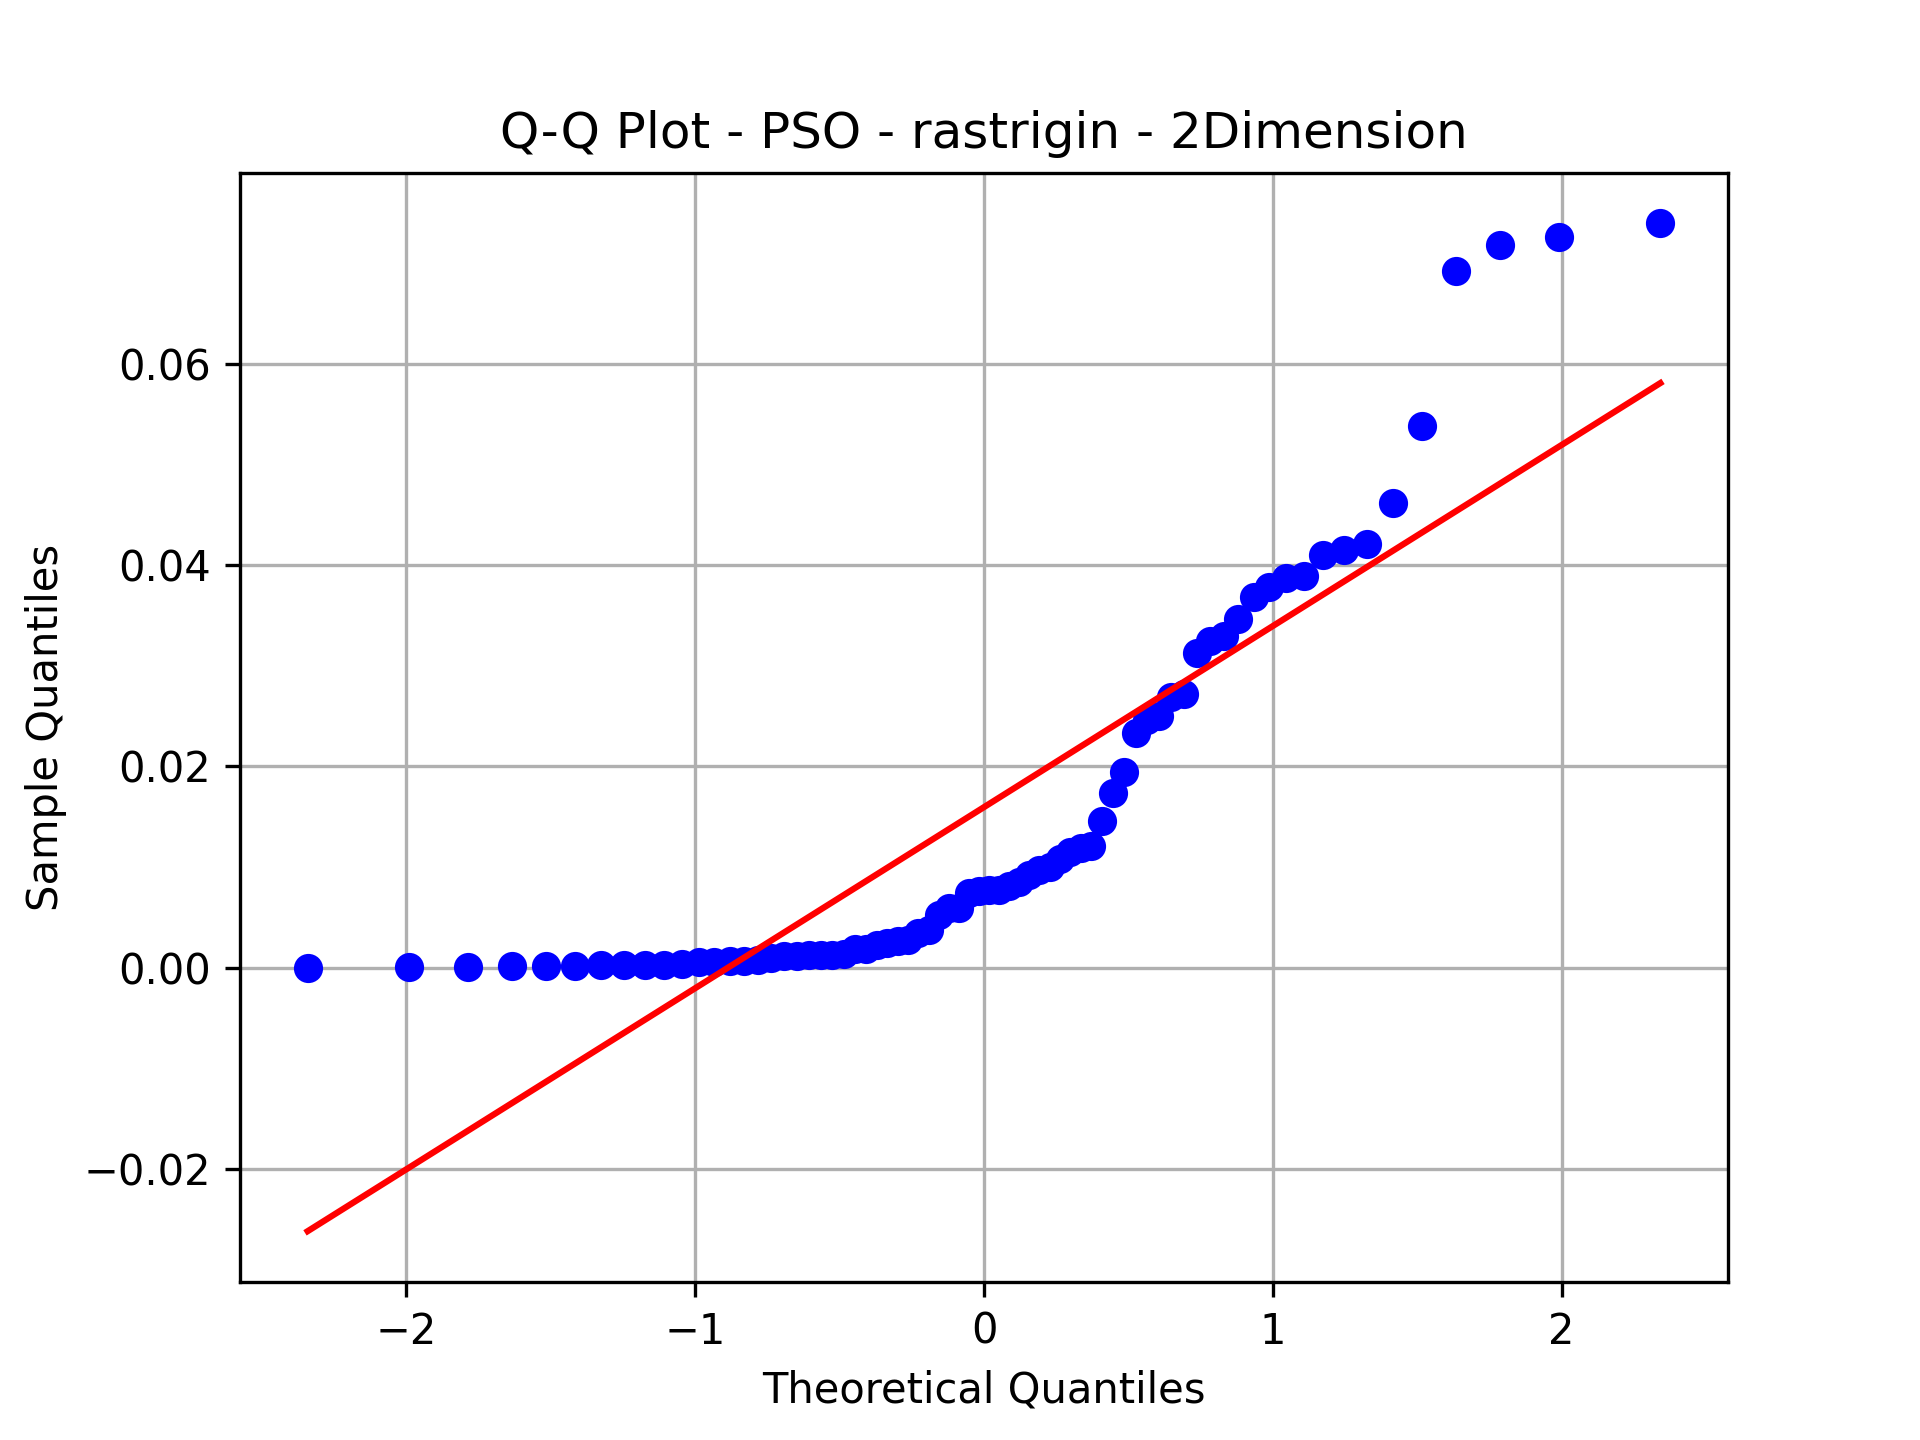 Q-Q Plot - PSO - rastrigin - 2Dimension
0.06
0.04
0.02
0.00
−0.02
Sample Quantiles
−2 −1 0 1 2
Theoretical Quantiles